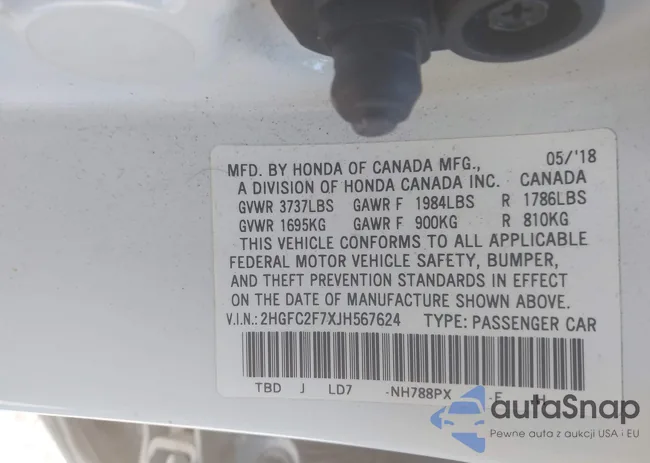 MFD. BY HONDA OF CANADA MFG., 05/'18
A DIVISION OF HONDA CANADA INC. CANADA
GVWR 3737LBS GAWR F 1984LBS R 1786LBS
GVWR 1695KG GAWR F 900KG R 810KG
THIS VEHICLE CONFORMS TO ALL APPLICABLE
FEDERAL MOTOR VEHICLE SAFETY, BUMPER,
AND THEFT PREVENTION STANDARDS IN EFFECT
ON THE DATE OF MANUFACTURE SHOWN ABOVE.
V.I.N.:2HGFC2F7XJH567624 TYPE: PASSENGER CAR
TBD J LD7 -NH788PX -E H
autaSnap
Pewne auta z aukcji USA i EU